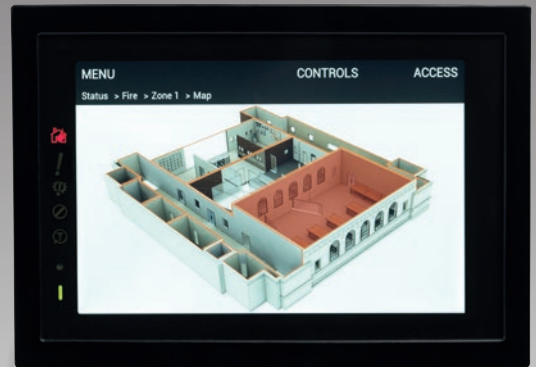 MENU CONTROLS ACCESS
Status > Fire > Zone 1 > Map